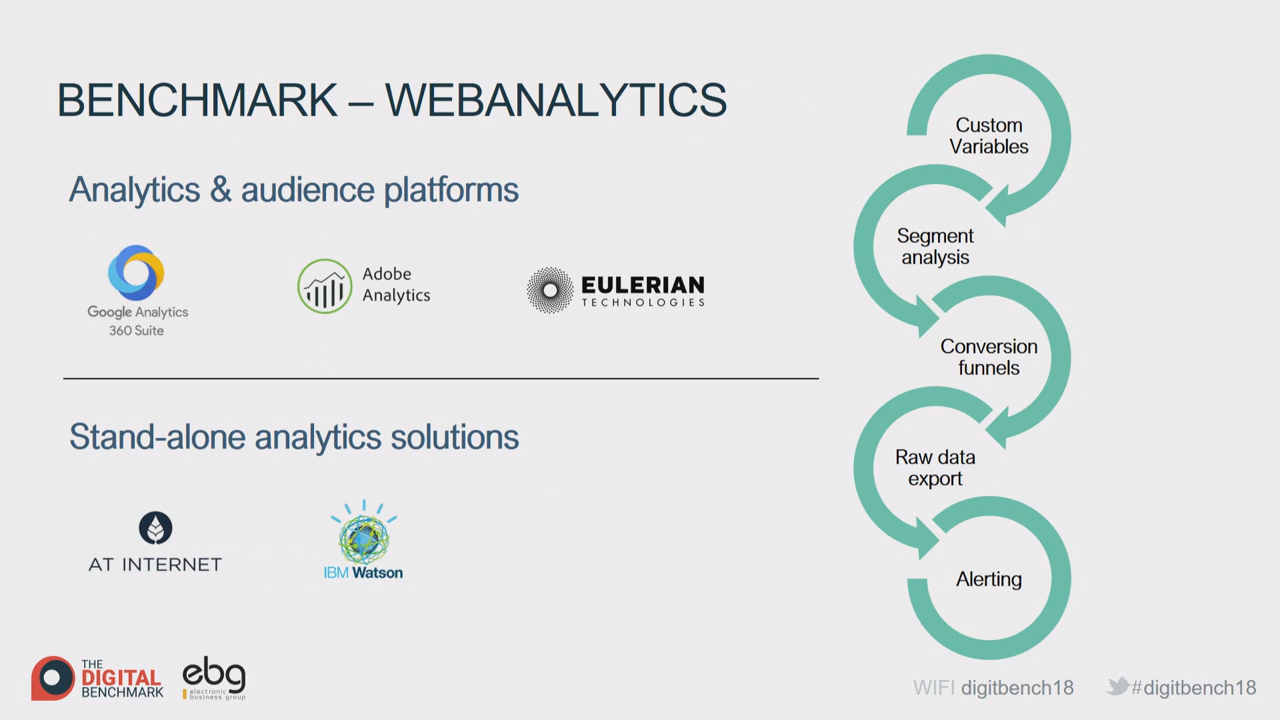 BENCHMARK – WEBANALYTICS
Analytics & audience platforms
Google Analytics
360 Suite
Adobe
Analytics
EULERIAN
TECHNOLOGIES
Stand-alone analytics solutions
AT INTERNET
IBM Watson
Custom
Variables
Segment
analysis
Conversion
funnels
Raw data
export
Alerting
THE
DIGITAL
BENCHMARK
ebg
electronic
business group
WIFI digitbench18
#digitbench18